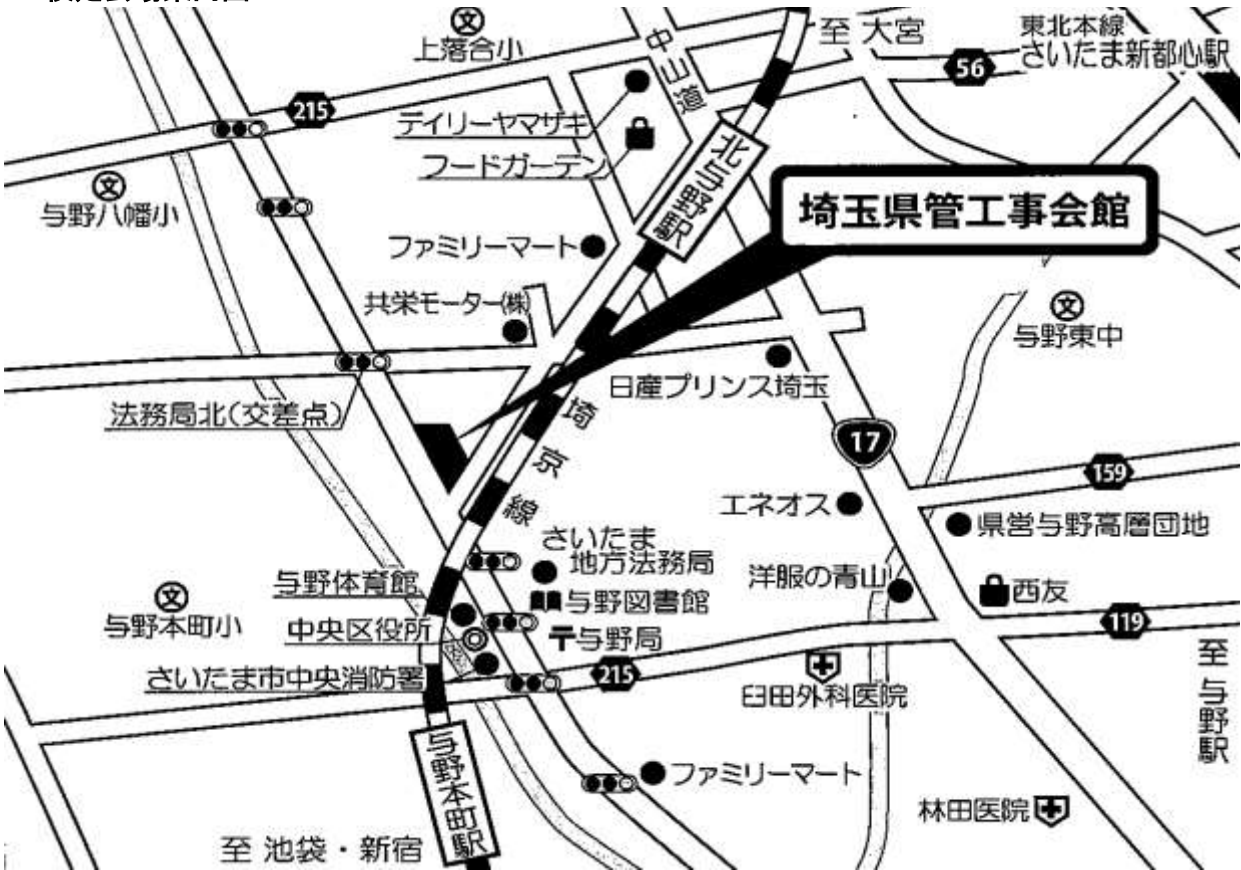 上落合小
中山道
至 大宮
東北本線
さいたま新都心駅
56
215
デイリーヤマザキ
フードガーデン
北与野駅
与野八幡小
埼玉県管工事会館
ファミリーマート
共栄モーター㈱
与野東中
日産プリンス埼玉
法務局北(交差点)
埼京線
17
159
エネオス
県営与野高層団地
さいたま
地方法務局
洋服の青山
西友
与野体育館
与野図書館
与野本町小
中央区役所
与野局
119
さいたま市中央消防署
215
臼田外科医院
至 与野駅
与野本町駅
ファミリーマート
林田医院
至 池袋・新宿